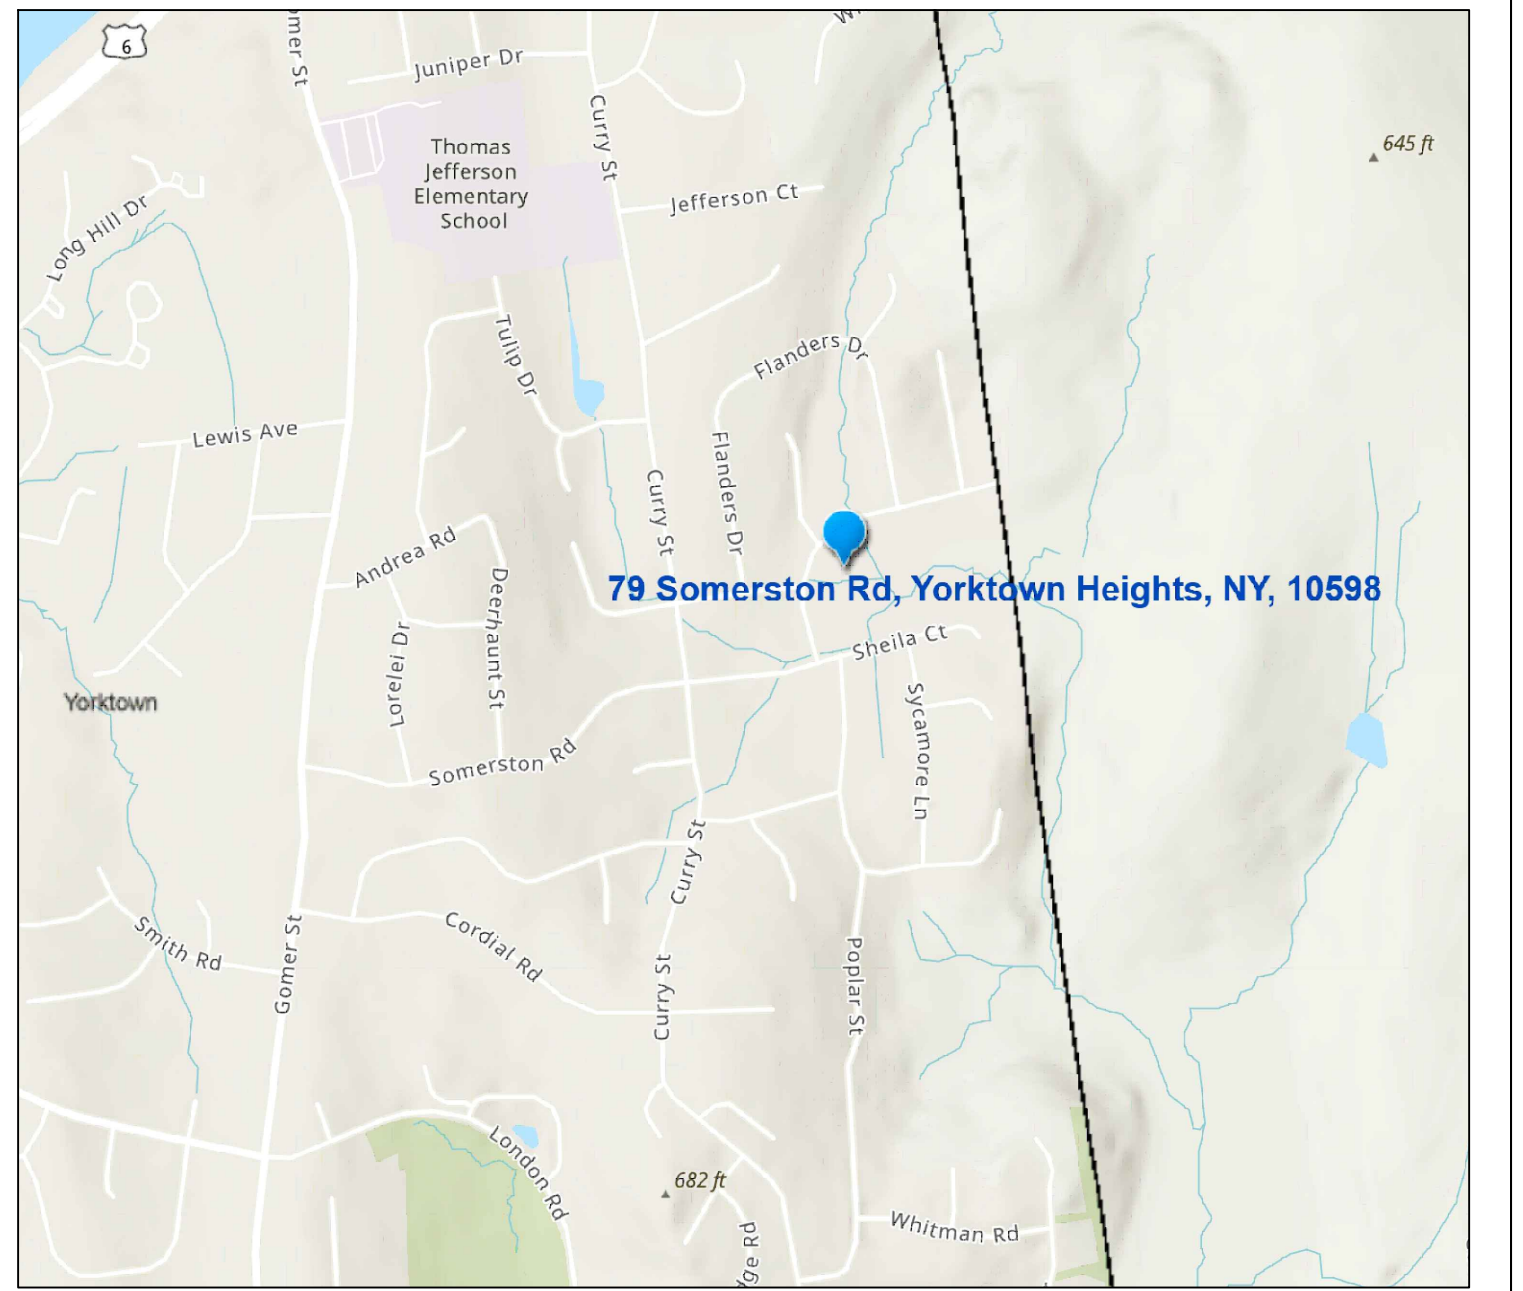 6
omer St
Juniper Dr
Curry St
645 ft
Thomas
Jefferson
Elementary
School
Jefferson Ct
Long Hill Dr
Tulip Dr
Flanders Dr
Lewis Ave
Flanders Dr
Curry St
Andrea Rd
Deerhaunt St
79 Somerston Rd, Yorktown Heights, NY, 10598
Lorelei Dr
Sheila Ct
Yorktown
Sycamore Ln
Somerston Rd
Curry St
Smith Rd
Gomer St
Cordial Rd
Curry St
Poplar St
London Rd
682 ft
Whitman Rd
ge Rd